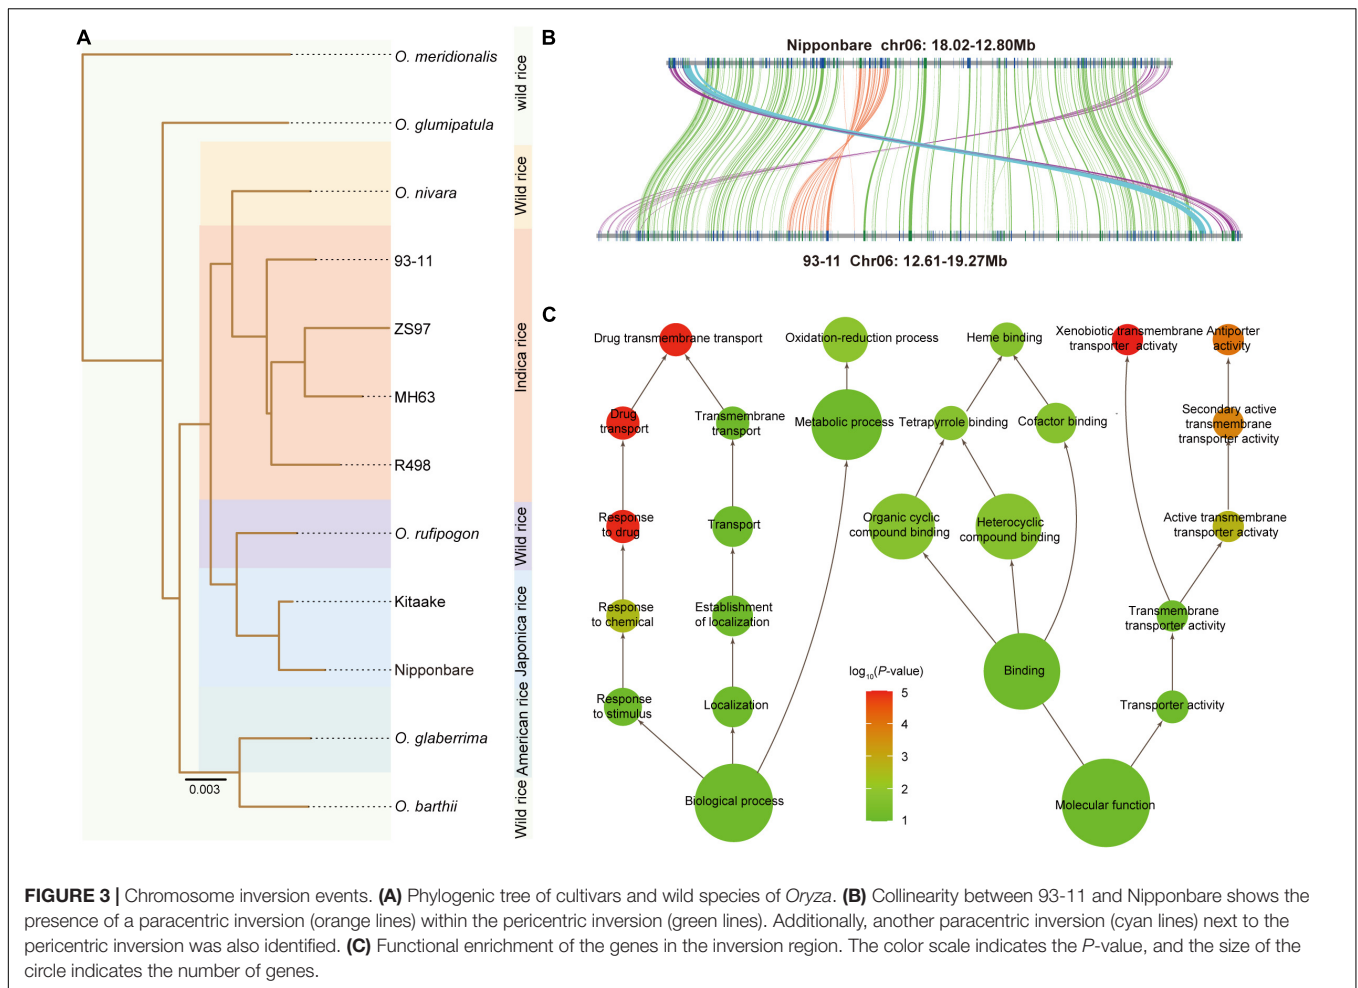 A
O. meridionalis
O. glumipatula
O. nivara
93-11
ZS97
MH63
R498
O. rufipogon
Kitaake
Nipponbare
O. glaberrima
O. barthii
0.003
wild rice
Wild rice
Indica rice
Wild rice
Japonica rice
American rice
Wild rice
B
Nipponbare chr06: 18.02-12.80Mb
93-11 Chr06: 12.61-19.27Mb
C
Drug transmembrane transport
Oxidation-reduction process
Heme binding
Xenobiotic transmembrane
transporter activaty
Antiporter
activity
Drug
transport
Transmembrane
transport
Metabolic process
Tetrapyrrole binding
Cofactor binding
Secondary active
transmembrane
transporter activity
Response
to drug
Transport
Organic cyclic
compound binding
Heterocyclic
compound binding
Active transmembrane
transporter activaty
Response
to chemical
Establishment
of localization
Transmembrane
transporter activity
Binding
Response
to stimulus
Localization
Transporter activity
Biological process
Molecular function
log10(P-value)
5
4
3
2
1
FIGURE 3 | Chromosome inversion events. (A) Phylogenic tree of cultivars and wild species of Oryza. (B) Collinearity between 93-11 and Nipponbare shows the
presence of a paracentric inversion (orange lines) within the pericentric inversion (green lines). Additionally, another paracentric inversion (cyan lines) next to the
pericentric inversion was also identified. (C) Functional enrichment of the genes in the inversion region. The color scale indicates the P-value, and the size of the
circle indicates the number of genes.